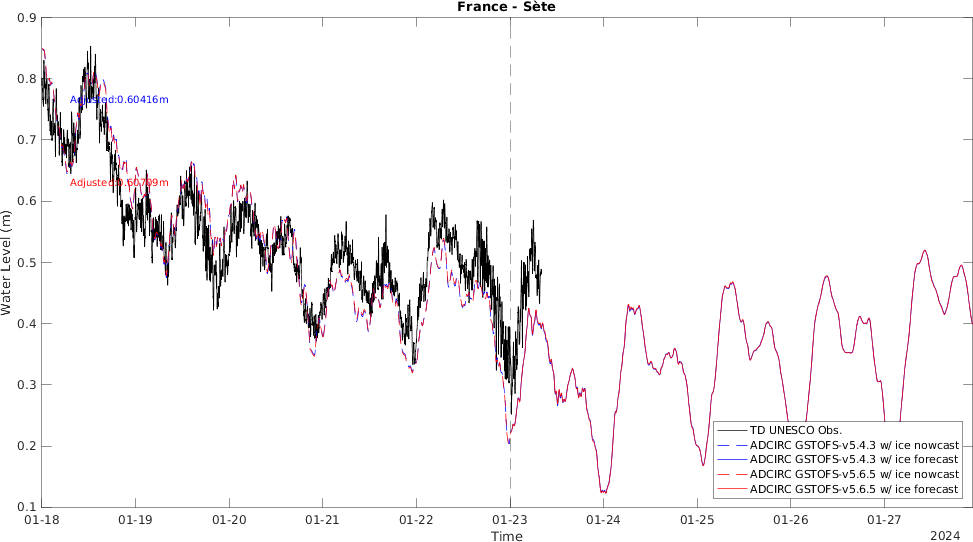 France - Sète
Water Level (m)
0.9
0.8
0.7
0.6
0.5
0.4
0.3
0.2
0.1
Adjusted:0.60416m
Adjusted:0.60799m
TD UNESCO Obs.
ADCIRC GSTOFS-v5.4.3 w/ ice nowcast
ADCIRC GSTOFS-v5.4.3 w/ ice forecast
ADCIRC GSTOFS-v5.6.5 w/ ice nowcast
ADCIRC GSTOFS-v5.6.5 w/ ice forecast
01-18 01-19 01-20 01-21 01-22 01-23 01-24 01-25 01-26 01-27
Time
2024